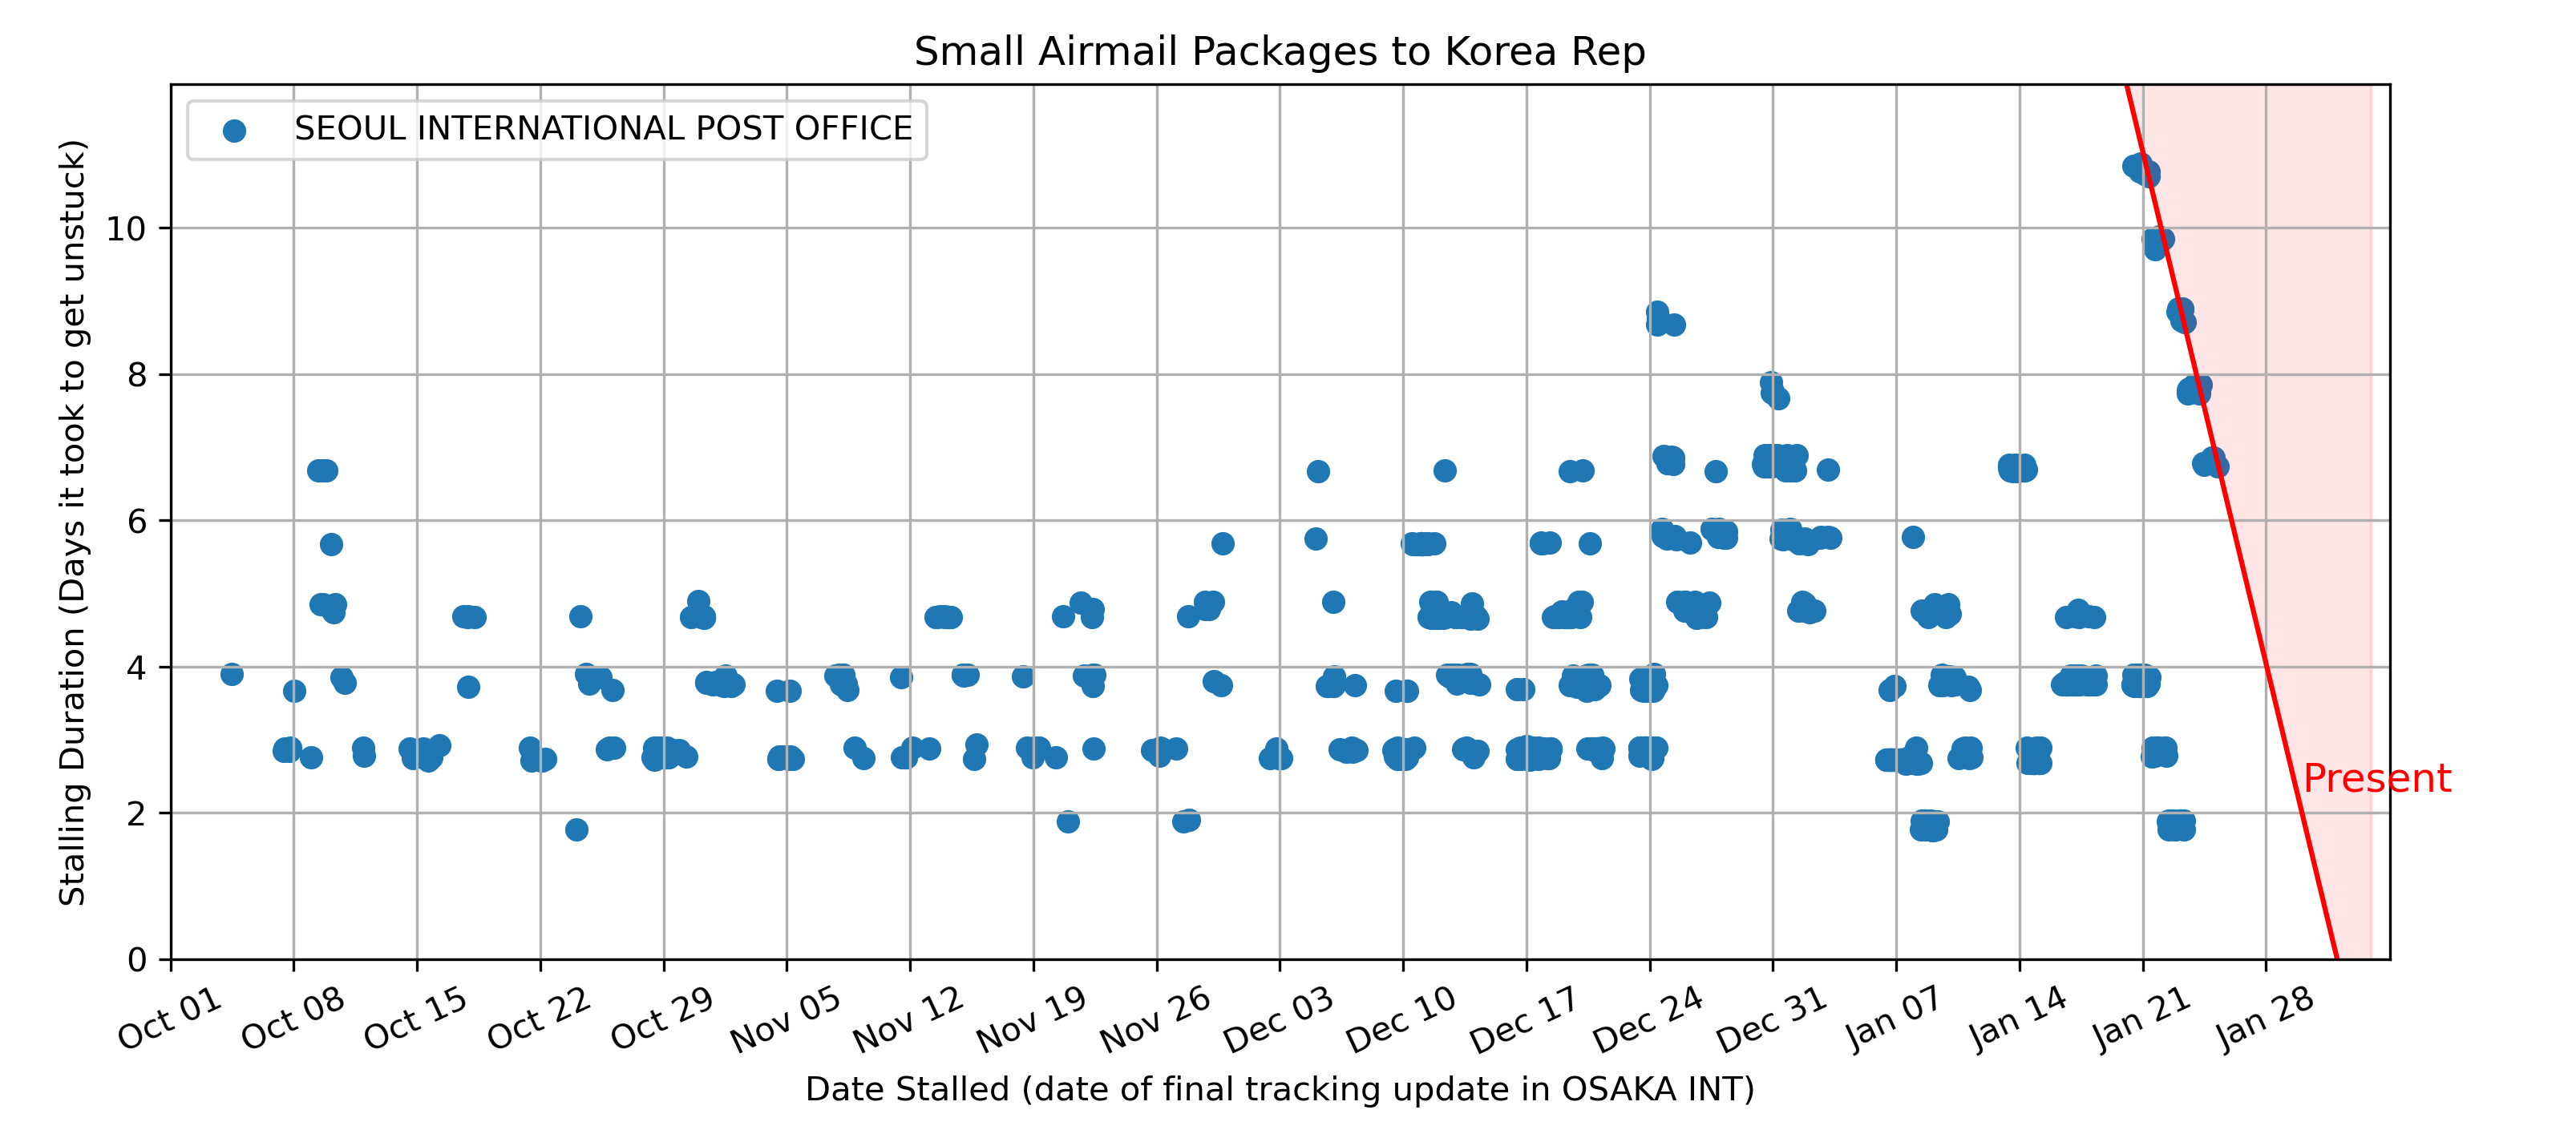 Small Airmail Packages to Korea Rep
SEOUL INTERNATIONAL POST OFFICE
Stalling Duration (Days it took to get unstuck)
10
8
6
4
2
0
Present
Oct 01
Oct 08
Oct 15
Oct 22
Oct 29
Nov 05
Nov 12
Nov 19
Nov 26
Dec 03
Dec 10
Dec 17
Dec 24
Dec 31
Jan 07
Jan 14
Jan 21
Jan 28
Date Stalled (date of final tracking update in OSAKA INT)